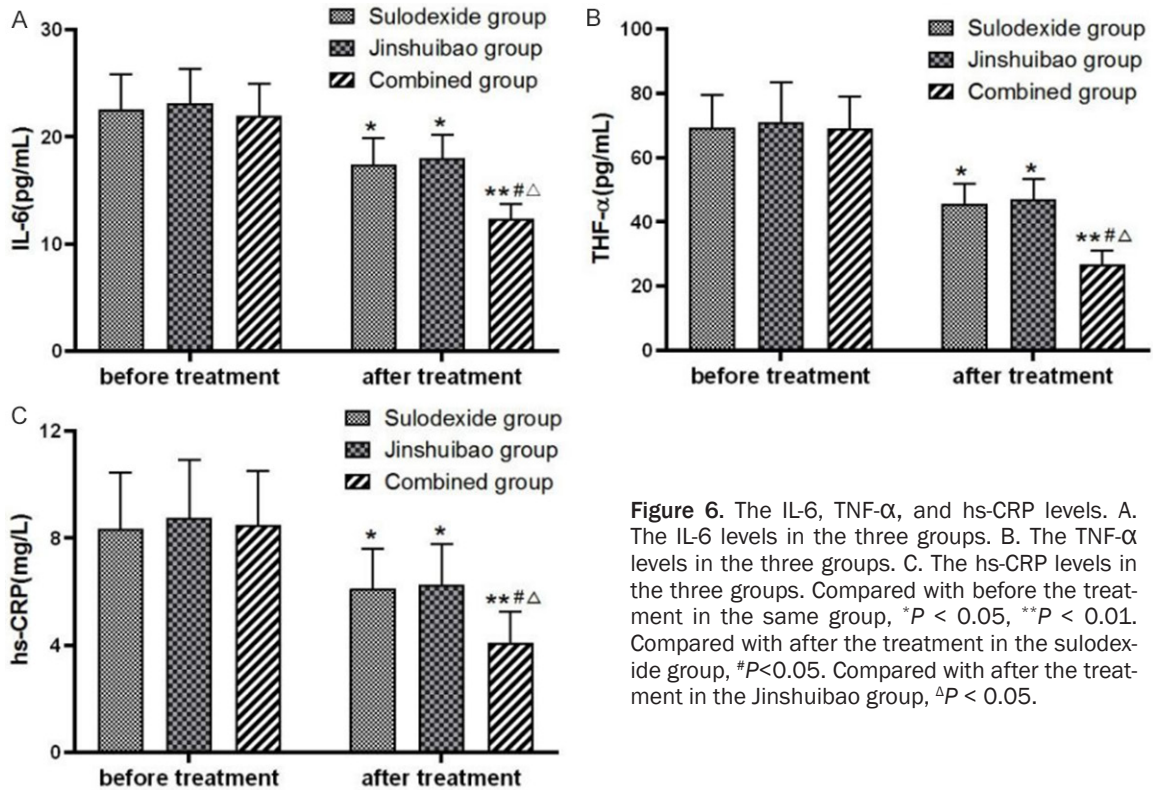 A
30
20
10
0
IL-6(pg/mL)
Sulodexide group
Jinshuibao group
Combined group
*
*
**#△
before treatment
after treatment
B
100
80
60
40
20
0
THF-α(pg/mL)
Sulodexide group
Jinshuibao group
Combined group
*
*
**#△
before treatment
after treatment
C
12
8
4
0
hs-CRP(mg/L)
Sulodexide group
Jinshuibao group
Combined group
*
*
**#△
before treatment
after treatment
Figure 6. The IL-6, TNF-α, and hs-CRP levels. A.
The IL-6 levels in the three groups. B. The TNF-α
levels in the three groups. C. The hs-CRP levels in
the three groups. Compared with before the treat-
ment in the same group, *P < 0.05, **P < 0.01.
Compared with after the treatment in the sulodex-
ide group, #P<0.05. Compared with after the treat-
ment in the Jinshuibao group, ΔP < 0.05.